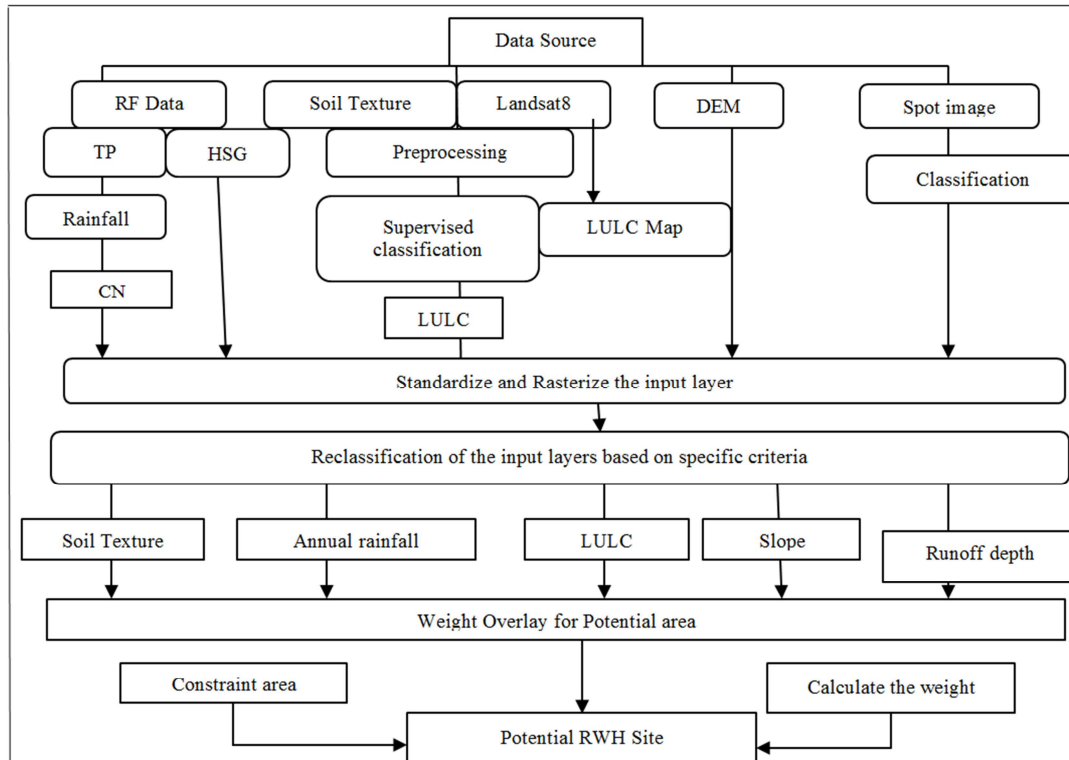 Data Source
RF Data
Soil Texture
Landsat8
DEM
Spot image
TP
HSG
Preprocessing
Classification
Rainfall
Supervised
classification
LULC Map
CN
LULC
Standardize and Rasterize the input layer
Reclassification of the input layers based on specific criteria
Soil Texture
Annual rainfall
LULC
Slope
Runoff depth
Weight Overlay for Potential area
Constraint area
Calculate the weight
Potential RWH Site